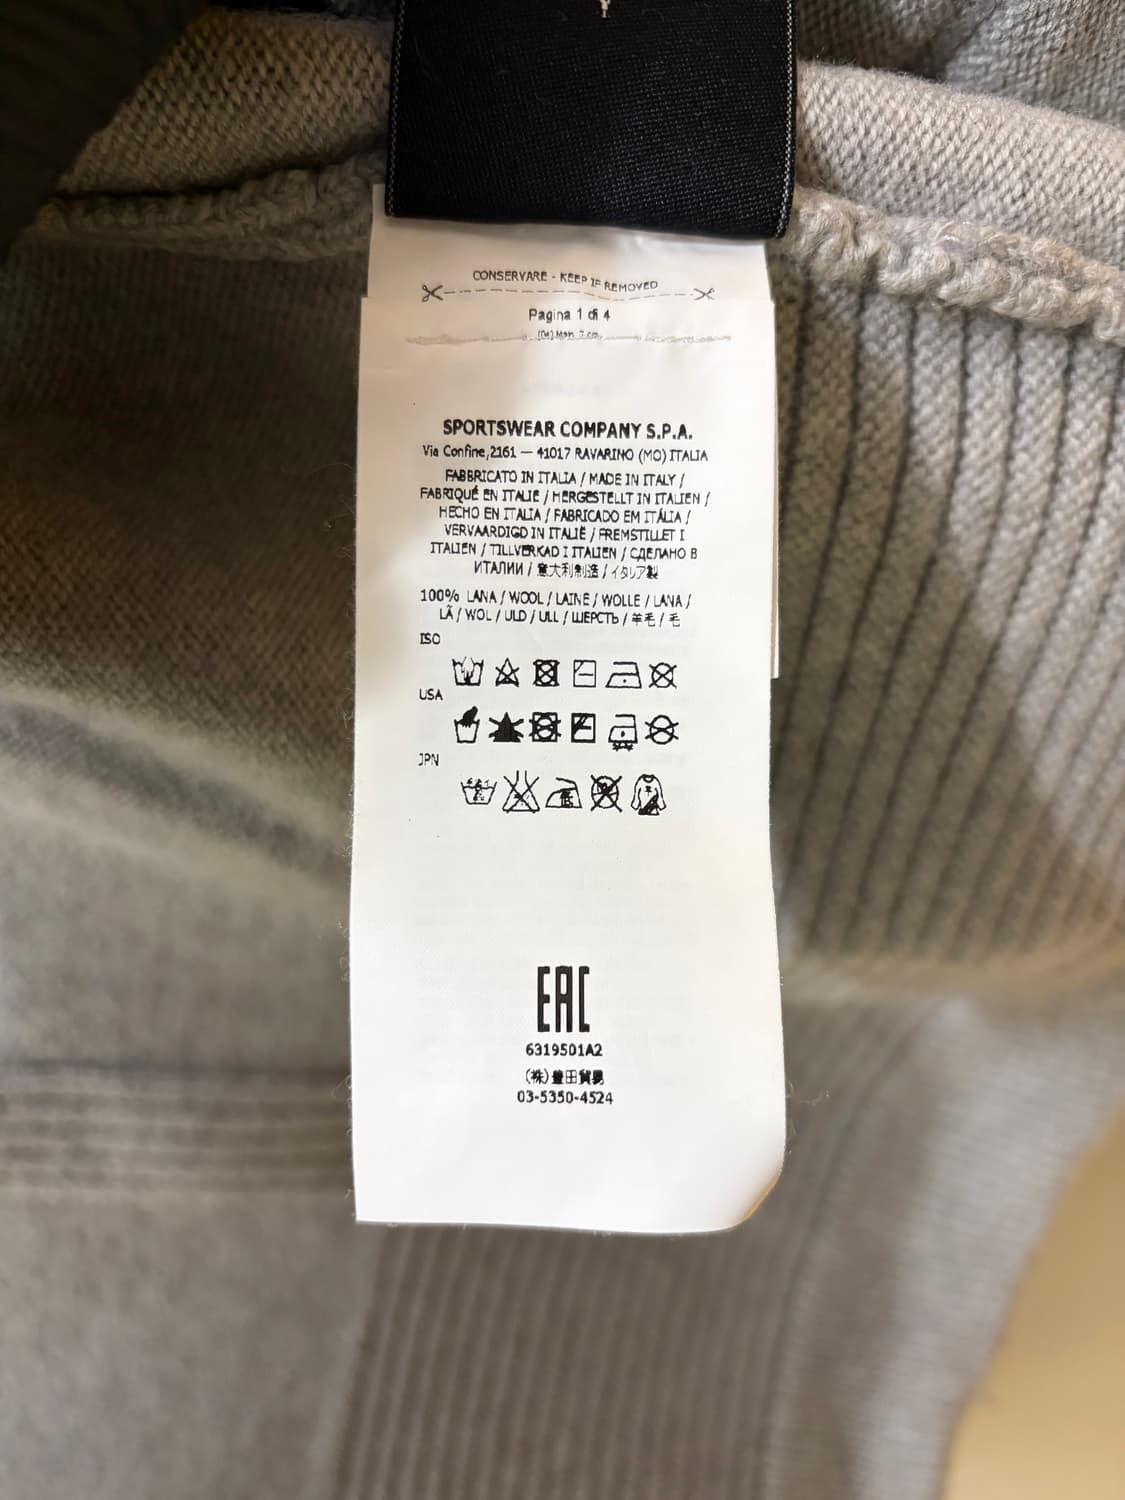 CONSERVARE - KEEP IF REMOVED
Pagina 1 di 4
SPORTSWEAR COMPANY S.P.A.
Via Confine,2161 — 41017 RAVARINO (MO) ITALIA
FABBRICATO IN ITALIA / MADE IN ITALY /
FABRIQUÉ EN ITALIE / HERGESTELLT IN ITALIEN /
HECHO EN ITALIA / FABRICADO EM ITÁLIA /
VERVAARDIGD IN ITALIË / FREMSTILLET I
ITALIEN / TILLVERKAD I ITALIEN / СДЕЛАНО В
ИТАЛИИ / 意大利制造 / イタリア製
100% LANA / WOOL / LAINE / WOLLE / LANA /
LÃ / WOL / ULD / ULL / ШЕРСТЬ / 羊毛 / 毛
ISO
USA
JPN
EAC
6319501A2
(株)豊田貿易
03-5350-4524